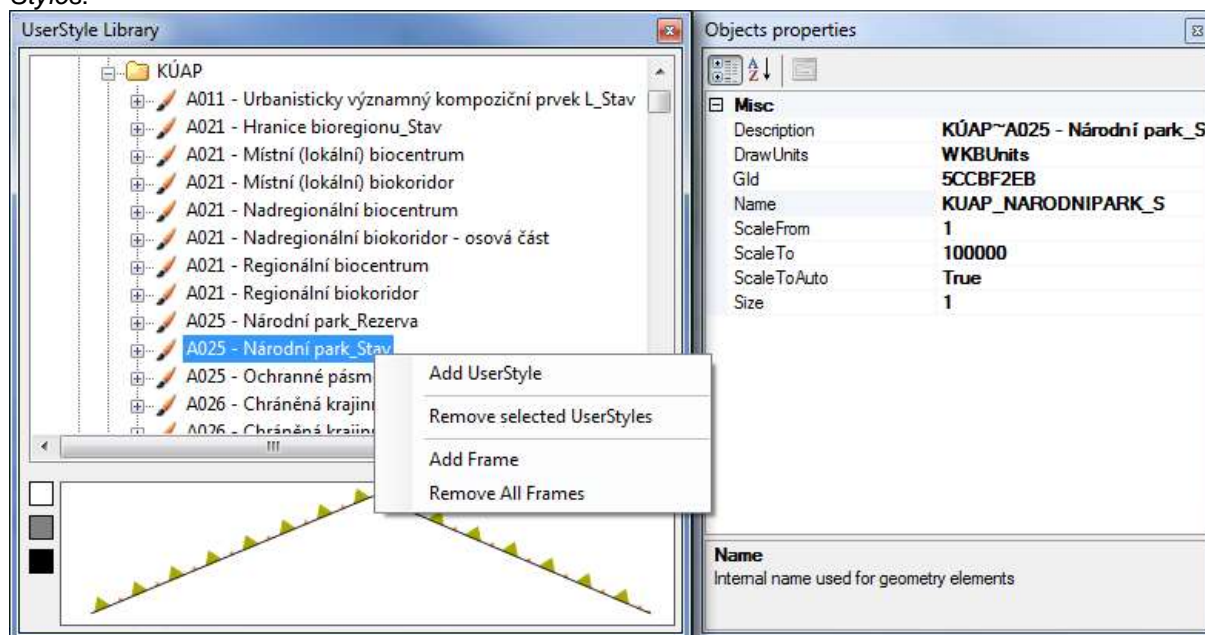 Styles.
UserStyle Library
KÚAP
A011 - Urbanisticky významný kompoziční prvek L_Stav
A021 - Hranice bioregionu_Stav
A021 - Místní (lokální) biocentrum
A021 - Místní (lokální) biokoridor
A021 - Nadregionální biocentrum
A021 - Nadregionální biokoridor - osová část
A021 - Regionální biocentrum
A021 - Regionální biokoridor
A025 - Národní park_Rezerva
A025 - Národní park_Stav
A025 - Ochranné pásm
A026 - Chráněná krajin
A026 - Chráněná krajin
Add UserStyle
Remove selected UserStyles
Add Frame
Remove All Frames
Objects properties
Misc
Description KÚAP~A025 - Národní park_S
DrawUnits WKBUnits
GId 5CCBF2EB
Name KUAP_NARODNIPARK_S
ScaleFrom 1
ScaleTo 100000
ScaleToAuto True
Size 1
Name
Internal name used for geometry elements